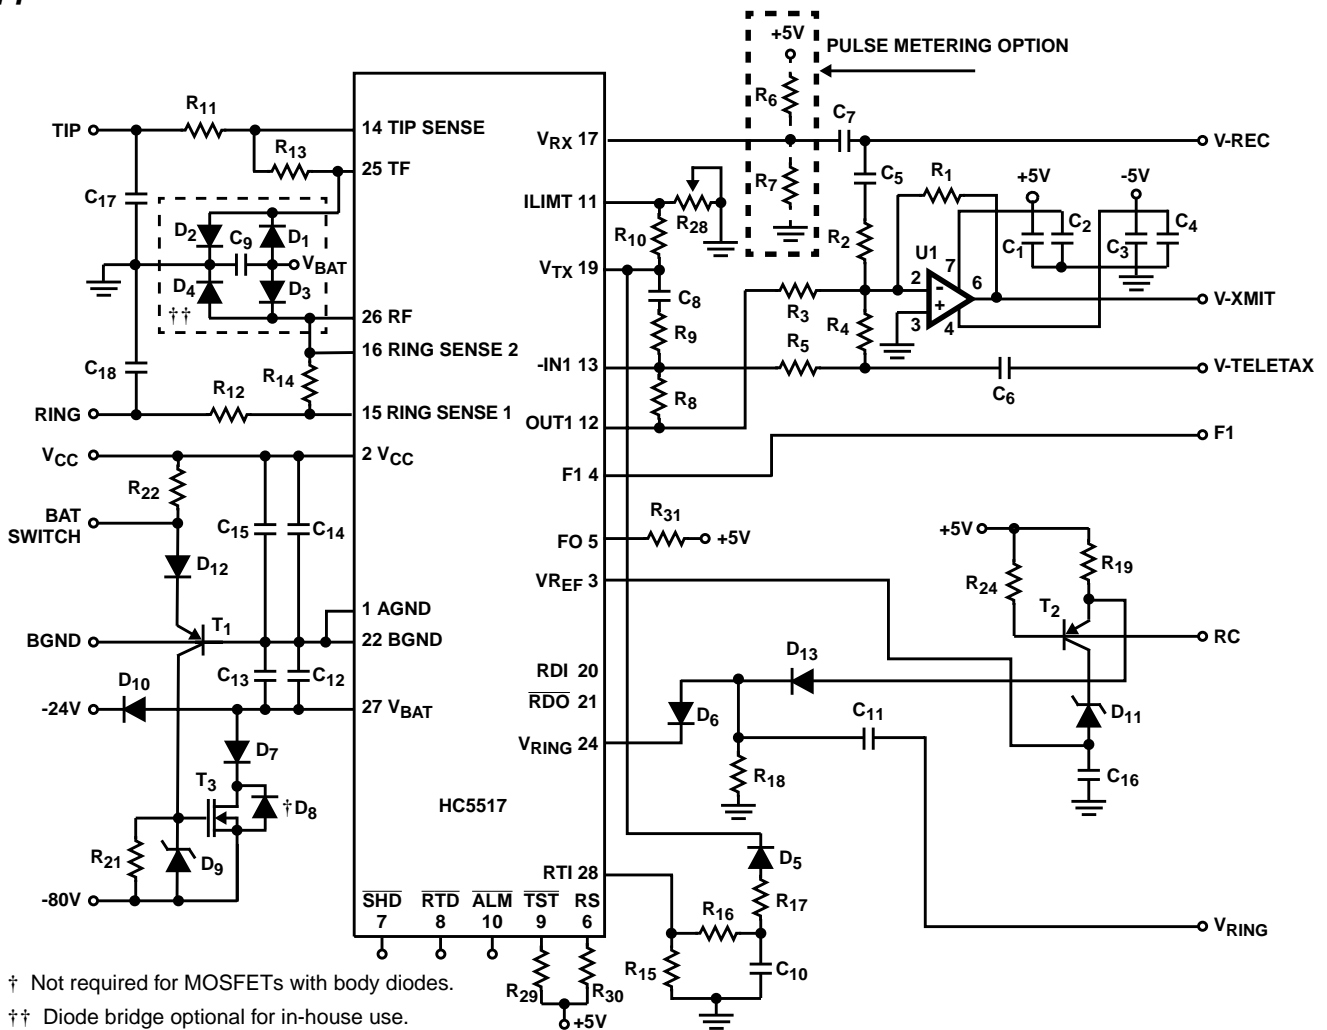 +5V
PULSE METERING OPTION
R6
C7
R11
TIP
14 TIP SENSE
VRX 17
V-REC
R13
25 TF
R7
C5
R1
+5V
-5V
C17
ILIMT 11
R28
D2
C9
D1
R10
R2
U1
C1
C2
C3
C4
VBAT
VTX 19
7
2
-
6
D4
D3
C8
R3
+
V-XMIT
††
26 RF
R9
R4
3
4
16 RING SENSE 2
R5
C18
R14
-IN1 13
V-TELETAX
R12
R8
C6
RING
15 RING SENSE 1
OUT1 12
F1
VCC
2 VCC
F1 4
R22
BAT
SWITCH
C15
C14
R31
+5V
FO 5
+5V
D12
VREF 3
R24
R19
1 AGND
T2
T1
BGND
22 BGND
RC
D13
RDI 20
D10
C13
C12
RDO 21
-24V
27 VBAT
D6
C11
D11
VRING 24
D7
T3
R18
C16
†D8
HC5517
R21
D9
D5
RTI 28
-80V
SHD
RTD
ALM
TST
RS
R17
7
8
10
9
6
R16
VRING
R15
C10
† Not required for MOSFETs with body diodes.
R29
R30
†† Diode bridge optional for in-house use.
+5V